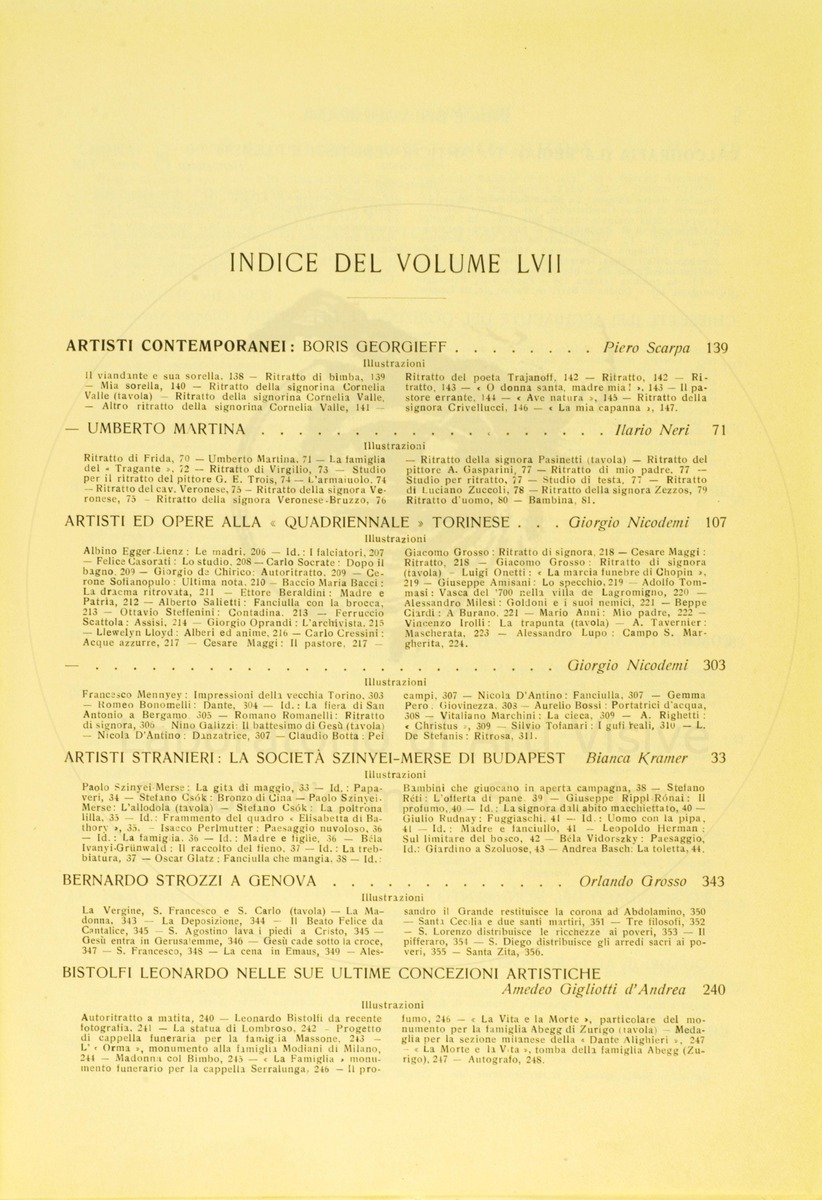 INDICE DEL VOLUME LVII
ARTISTI CONTEMPORANEI: BORIS GEORGIEFF . . . . . . . . Piero Scarpa 139
Illustrazioni
Il viandante e sua sorella, 138 — Ritratto di bimba, 139
— Mia sorella, 140 — Ritratto della signorina Cornelia
Valle (tavola) — Ritratto della signorina Cornelia Valle,
— Altro ritratto della signorina Cornelia Valle, 141 —
Ritratto del poeta Trajanoff, 142 — Ritratto, 142 — Ri-
tratto, 143 — « O donna santa, madre mia! », 143 — Il pa-
store errante, 144 — « Ave natura », 145 — Ritratto della
signora Crivellucci, 146 — « La mia capanna », 147.
— UMBERTO MARTINA . . . . . . . . . . . . . . . . . . . Ilario Neri 71
Illustrazioni
Ritratto di Frida, 70 — Umberto Martina, 71 — La famiglia
del « Tragante », 72 — Ritratto di Virgilio, 73 — Studio
per il ritratto del pittore G. E. Trois, 74 — L'armaiuolo, 74
— Ritratto del cav. Veronese, 75 — Ritratto della signora Ve-
ronese, 75 — Ritratto della signora Veronese-Bruzzo, 76
— Ritratto della signora Pasinetti (tavola) — Ritratto del
pittore A. Gasparini, 77 — Ritratto di mio padre, 77 —
Studio per ritratto, 77 — Studio di testa, 77 — Ritratto
di Luciano Zuccoli, 78 — Ritratto della signora Zezzos, 79
Ritratto d'uomo, 80 — Bambina, 81.
ARTISTI ED OPERE ALLA « QUADRIENNALE » TORINESE . . . Giorgio Nicodemi 107
Illustrazioni
Albino Egger-Lienz: Le madri, 206 — Id.: I falciatori, 207
— Felice Casorati: Lo studio, 208 — Carlo Socrate: Dopo il
bagno, 209 — Giorgio de Chirico: Autoritratto, 209 — Ce-
rone Sofianopulo: Ultima nota, 210 — Baccio Maria Bacci:
La dracma ritrovata, 211 — Ettore Beraldini: Madre e
Patria, 212 — Alberto Salietti: Fanciulla con la brocca,
213 — Ottavio Steffenini: Contadina, 213 — Ferruccio
Scattola: Assisi, 214 — Giorgio Oprandi: L'archivista, 215
— Llewelyn Lloyd: Alberi ed anime, 216 — Carlo Cressini:
Acque azzurre, 217 — Cesare Maggi: Il pastore, 217 —
Giacomo Grosso: Ritratto di signora, 218 — Cesare Maggi:
Ritratto, 218 — Giacomo Grosso: Ritratto di signora
(tavola) — Luigi Onetti: « La marcia funebre di Chopin »,
219 — Giuseppe Amisani: Lo specchio, 219 — Adolfo Tom-
masi: Vasca del '700 nella villa de Lagromigno, 220 —
Alessandro Milesi: Goldoni e i suoi nemici, 221 — Beppe
Ciardi: A Burano, 221 — Mario Anni: Mio padre, 222 —
Vincenzo Irolli: La trapunta (tavola) — A. Tavernier:
Mascherata, 223 — Alessandro Lupo: Campo S. Mar-
gherita, 224.
— . . . . . . . . . . . . . . . . . . . . . . . . . . . Giorgio Nicodemi 303
Illustrazioni
Francesco Mennyey: Impressioni della vecchia Torino, 303
— Romeo Bonomelli: Dante, 304 — Id.: La fiera di San
Antonio a Bergamo 305 — Romano Romanelli: Ritratto
di signora, 306 — Nino Galizzi: Il battesimo di Gesù (tavola)
— Nicola D'Antino: Danzatrice, 307 — Claudio Botta: Pei
campi, 307 — Nicola D'Antino: Fanciulla, 307 — Gemma
Pero: Giovinezza, 303 — Aurelio Bossi: Portatrici d'acqua,
308 — Vitaliano Marchini: La cieca, 309 — A. Righetti:
« Christus », 309 — Silvio Tofanari: I gufi reali, 310 — L.
De Stefanis: Ritrosa, 311.
ARTISTI STRANIERI: LA SOCIETÀ SZINYEI-MERSE DI BUDAPEST Bianca Kramer 33
Illustrazioni
Paolo Szinyei Merse: La gita di maggio, 33 — Id.: Papa-
veri, 34 — Stefano Csók: Bronzo di Cina — Paolo Szinyei-
Merse: L'allodola (tavola) — Stefano Csók: La poltrona
lilla, 35 — Id.: Frammento del quadro « Elisabetta di Ba-
thory », 35. — Isacco Perlmutter: Paesaggio nuvoloso, 36
— Id.: La famiglia, 36 — Id.: Madre e figlie, 36 — Béla
Ivanyi-Grünwald: Il raccolto del fieno, 37 — Id.: La treb-
biatura, 37 — Oscar Glatz: Fanciulla che mangia, 38 — Id.:
Bambini che giuocano in aperta campagna, 38 — Stefano
Réti: L'offerta di pane, 39 — Giuseppe Rippl-Rónai: Il
profumo, 40 — Id.: La signora dall'abito macchiettato, 40 —
Giulio Rudnay: Fuggiaschi, 41 — Id.: Uomo con la pipa,
41 — Id.: Madre e fanciullo, 41 — Leopoldo Herman:
Sul limitare del bosco, 42 — Béla Vidorszky: Paesaggio,
Id.: Giardino a Szoluose, 43 — Andrea Basch: La toletta, 44.
BERNARDO STROZZI A GENOVA . . . . . . . . . . . . . Orlando Grosso 343
Illustrazioni
La Vergine, S. Francesco e S. Carlo (tavola) — La Ma-
donna, 343 — La Deposizione, 344 — Il Beato Felice da
Cantalice, 345 — S. Agostino lava i piedi a Cristo, 345 —
Gesù entra in Gerusalemme, 346 — Gesù cade sotto la croce,
347 — S. Francesco, 348 — La cena in Emaus, 349 — Ales-
sandro il Grande restituisce la corona ad Abdolamino, 350
— Santa Cecilia e due santi martiri, 351 — Tre filosofi, 352
— S. Lorenzo distribuisce le ricchezze ai poveri, 353 — Il
pifferaro, 354 — S. Diego distribuisce gli arredi sacri ai po-
veri, 355 — Santa Zita, 356.
BISTOLFI LEONARDO NELLE SUE ULTIME CONCEZIONI ARTISTICHE
Amedeo Gigliotti d'Andrea 240
Illustrazioni
Autoritratto a matita, 240 — Leonardo Bistolfi da recente
fotografia, 241 — La statua di Lombroso, 242 — Progetto
di cappella funeraria per la famiglia Massone, 243 —
L' « Orma », monumento alla famiglia Modiani di Milano,
244 — Madonna col Bimbo, 245 — « La Famiglia » monu-
mento funerario per la cappella Serralunga, 246 — Il pro-
fumo, 246 — « La Vita e la Morte », particolare del mo-
numento per la famiglia Abegg di Zurigo (tavola) — Meda-
glia per la sezione milanese della « Dante Alighieri », 247
— « La Morte e la Vita », tomba della famiglia Abegg (Zu-
rigo), 247 — Autografo, 248.